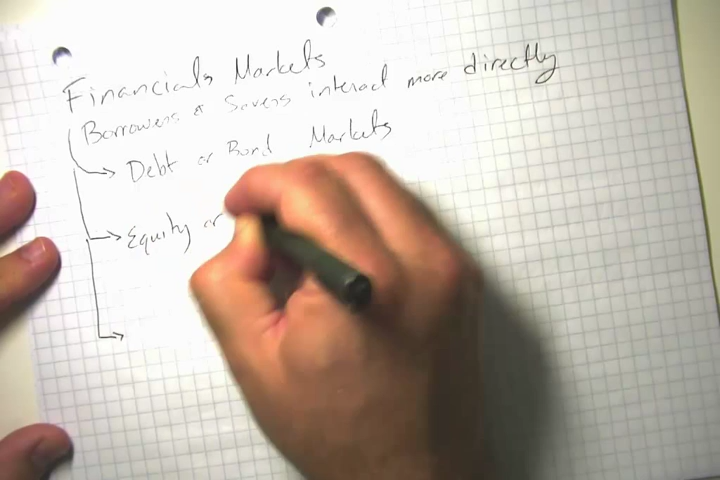 Financials Markets
Borrowers & Savers interact more directly
Debt or Bond Markets
Equity or